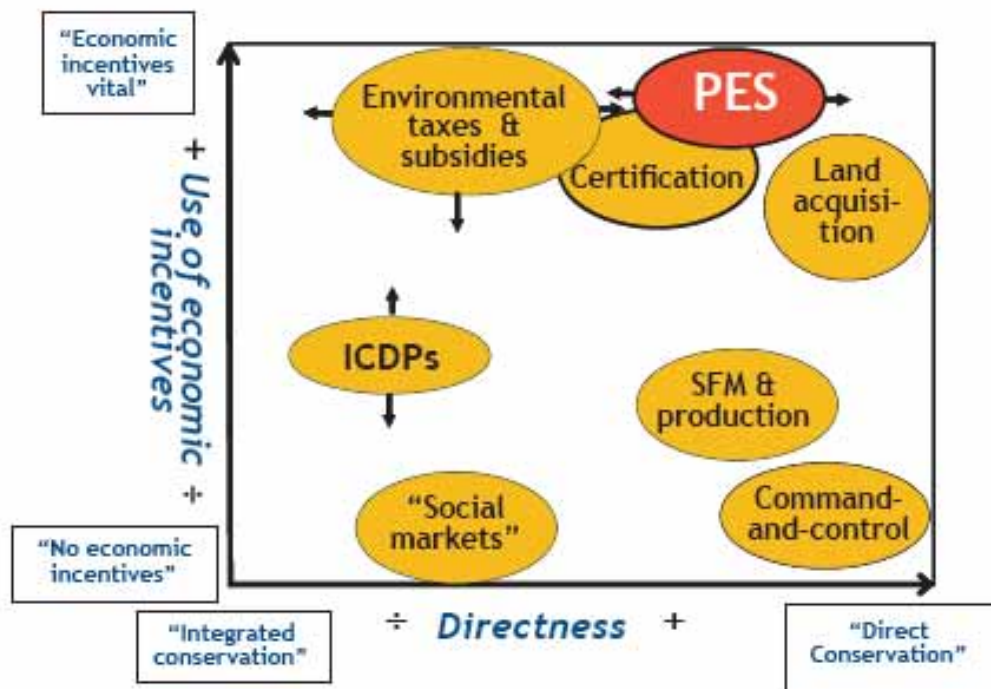 “Economic
incentives
vital”
+ Use of economic ÷
incentives
“No economic
incentives”
Environmental
taxes &
subsidies
PES
Certification
Land
acquisi-
tion
ICDPs
SFM &
production
“Social
markets”
Command-
and-control
“Integrated
conservation”
÷ Directness +
“Direct
Conservation”